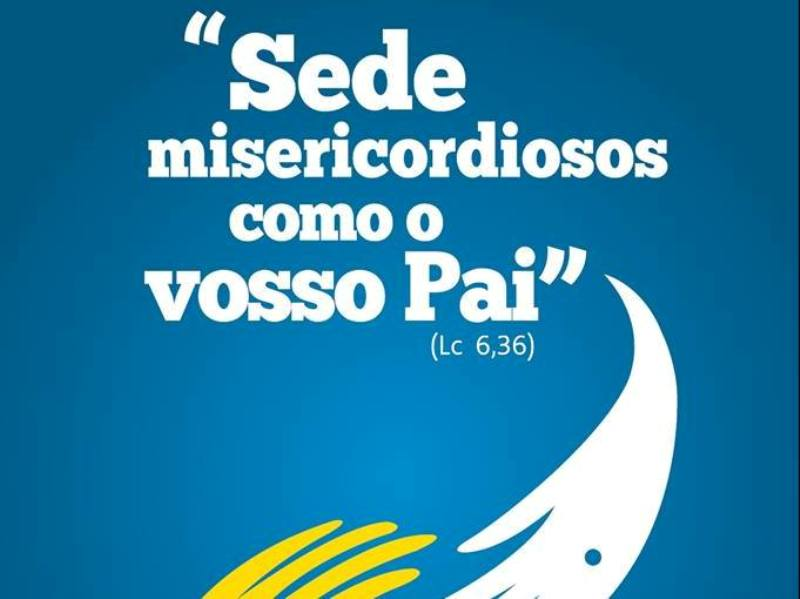 “Sede
misericordiosos
como o
vosso Pai”
(Lc 6,36)